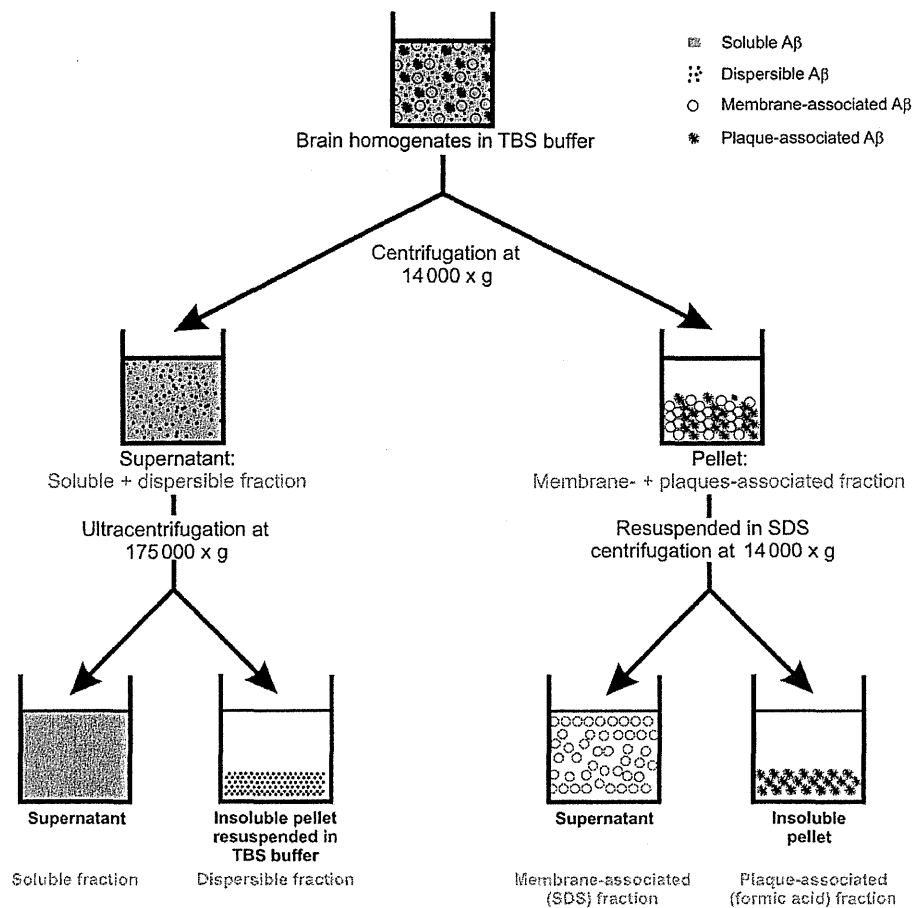 Soluble Aβ
Dispersible Aβ
Membrane-associated Aβ
Plaque-associated Aβ
Brain homogenates in TBS buffer
Centrifugation at
14 000 x g
Supernatant:
Soluble + dispersible fraction
Pellet:
Membrane- + plaques-associated fraction
Ultracentrifugation at
175 000 x g
Resuspended in SDS
centrifugation at 14 000 x g
Supernatant
Insoluble pellet
resuspended in
TBS buffer
Supernatant
Insoluble
pellet
Soluble fraction
Dispersible fraction
Membrane-associated
(SDS) fraction
Plaque-associated
(formic acid) fraction